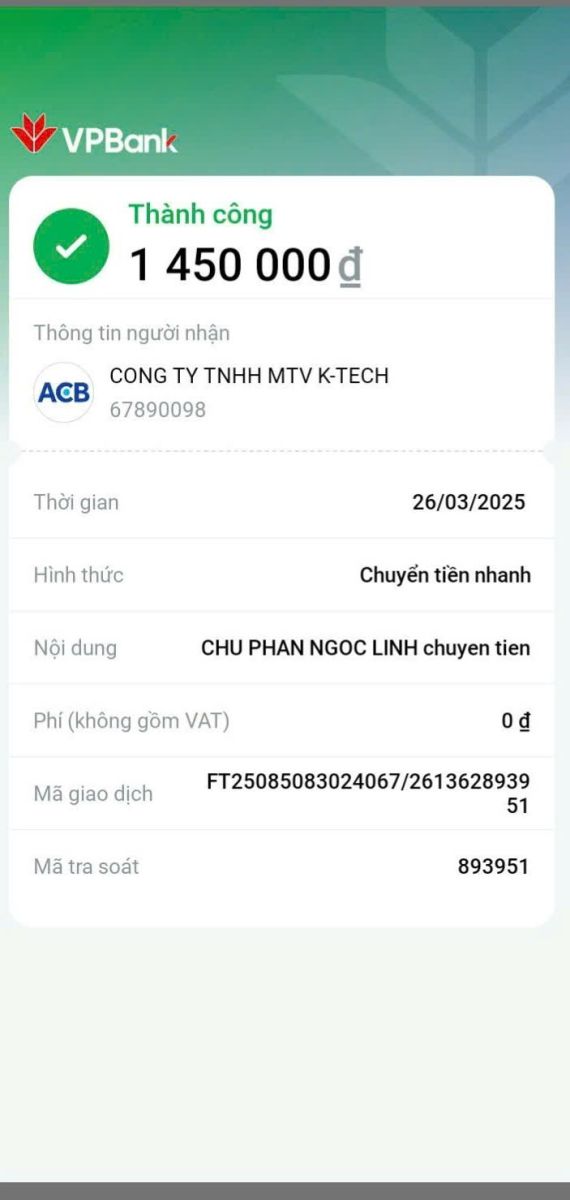 VPBank
Thành công
1 450 000 đ
Thông tin người nhận
ACB
CONG TY TNHH MTV K-TECH
67890098
Thời gian
26/03/2025
Hình thức
Chuyển tiền nhanh
Nội dung
CHU PHAN NGOC LINH chuyen tien
Phí (không gồm VAT)
0 đ
Mã giao dịch
FT25085083024067/2613628939
51
Mã tra soát
893951